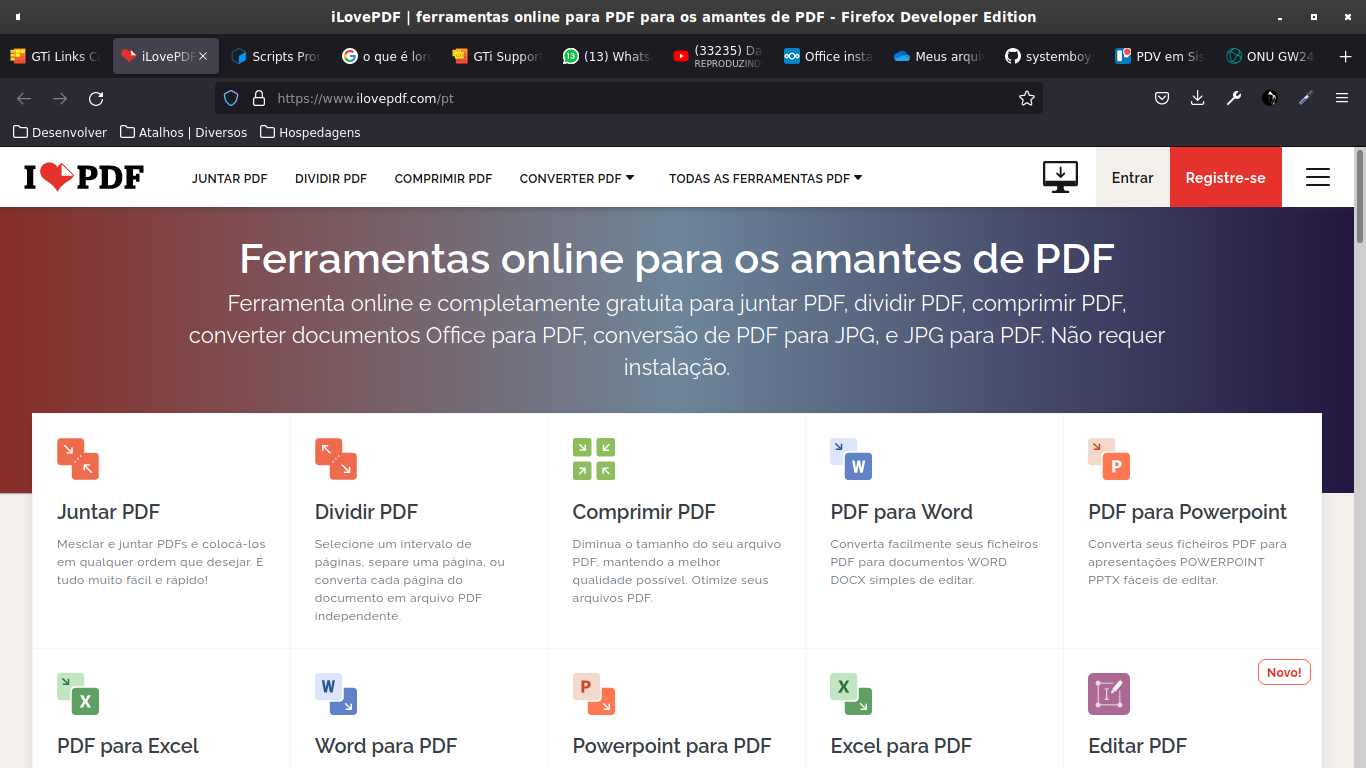 iLovePDF | ferramentas online para PDF para os amantes de PDF - Firefox Developer Edition
GTi Links
iLovePDF
Scripts
o que é
GTi Support
(13)
(33235)
REPRODUZIND
Office
Meus
systemboy
PDV em
ONU GW24
https://www.ilovepdf.com/pt
Desenvolver
Atalhos | Diversos
Hospedagens
I PDF
JUNTAR PDF
DIVIDIR PDF
COMPRIMIR PDF
CONVERTER PDF
TODAS AS FERRAMENTAS PDF
Entrar
Registre-se
Ferramentas online para os amantes de PDF
Ferramenta online e completamente gratuita para juntar PDF, dividir PDF, comprimir PDF,
converter documentos Office para PDF, conversão de PDF para JPG, e JPG para PDF. Não requer
instalação.
Juntar PDF
Mesclar e juntar PDFs e colocá-los
em qualquer ordem que desejar. É
tudo muito fácil e rápido!
Dividir PDF
Selecione um intervalo de
páginas, separe uma página, ou
converta cada página do
documento em arquivo PDF
independente.
Comprimir PDF
Diminua o tamanho do seu arquivo
PDF, mantendo a melhor
qualidade possível. Otimize seus
arquivos PDF.
W
PDF para Word
Converta facilmente seus ficheiros
PDF para documentos WORD
DOCX simples de editar.
P
PDF para Powerpoint
Converta seus ficheiros PDF para
apresentações POWERPOINT
PPTX fáceis de editar.
X
PDF para Excel
W
Word para PDF
P
Powerpoint para PDF
X
Excel para PDF
Novo!
Editar PDF